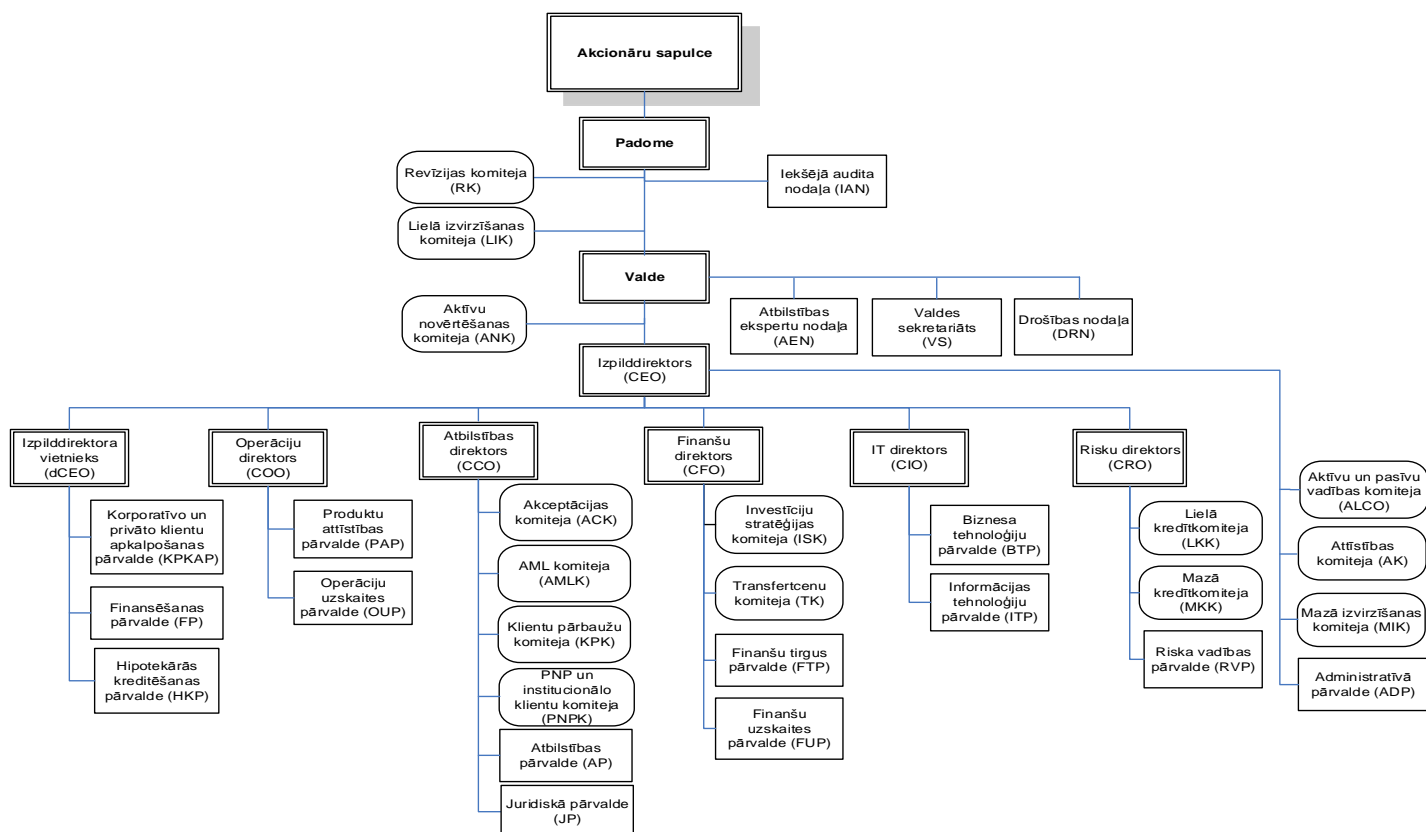 Akcionāru sapulce
Padome
Revīzijas komiteja
(RK)
Iekšējā audita
nodaļa (IAN)
Lielā izvirzīšanas
komiteja (LIK)
Valde
Aktīvu
novērtēšanas
komiteja (ANK)
Atbilstības
ekspertu nodaļa
(AEN)
Valdes
sekretariāts
(VS)
Drošības nodaļa
(DRN)
Izpilddirektors
(CEO)
Izpilddirektora
vietnieks
(dCEO)
Operāciju
direktors
(COO)
Atbilstības
direktors
(CCO)
Finanšu
direktors
(CFO)
IT direktors
(CIO)
Risku direktors
(CRO)
Korporatīvo un
privāto klientu
apkalpošanas
pārvalde (KPKAP)
Finansēšanas
pārvalde (FP)
Hipotekārās
kreditēšanas
pārvalde (HKP)
Produktu
attīstības
pārvalde (PAP)
Operāciju
uzskaites
pārvalde (OUP)
Akceptācijas
komiteja (ACK)
AML komiteja
(AMLK)
Klientu pārbaužu
komiteja (KPK)
PNP un
institucionālo
klientu komiteja
(PNPK)
Atbilstības
pārvalde (AP)
Juridiskā pārvalde
(JP)
Investīciju
stratēģijas
komiteja (ISK)
Transfertcenu
komiteja (TK)
Finanšu tirgus
pārvalde (FTP)
Finanšu
uzskaites
pārvalde (FUP)
Biznesa
tehnoloģiju
pārvalde (BTP)
Informācijas
tehnoloģiju
pārvalde (ITP)
Lielā
kredītkomiteja
(LKK)
Mazā
kredītkomiteja
(MKK)
Riska vadības
pārvalde (RVP)
Aktīvu un pasīvu
vadības komiteja
(ALCO)
Attīstības
komiteja (AK)
Mazā izvirzīšanas
komiteja (MIK)
Administratīvā
pārvalde (ADP)